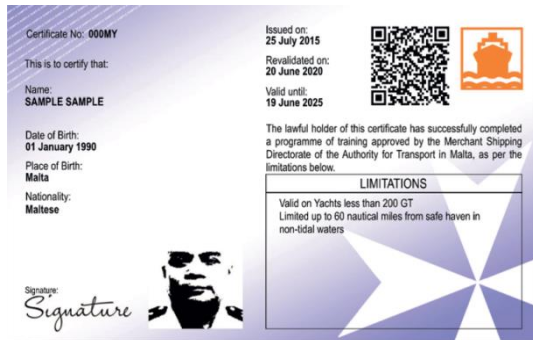 Certificate No: 000MY
This is to certify that:
Name:
SAMPLE SAMPLE
Date of Birth:
01 January 1990
Place of Birth:
Malta
Nationality:
Maltese
Signature:
Signature
Issued on:
25 July 2015
Revalidated on:
20 June 2020
Valid until:
19 June 2025
The lawful holder of this certificate has successfully completed
a programme of training approved by the Merchant Shipping
Directorate of the Authority for Transport in Malta, as per the
limitations below.
LIMITATIONS
Valid on Yachts less than 200 GT
Limited up to 60 nautical miles from safe haven in
non-tidal waters